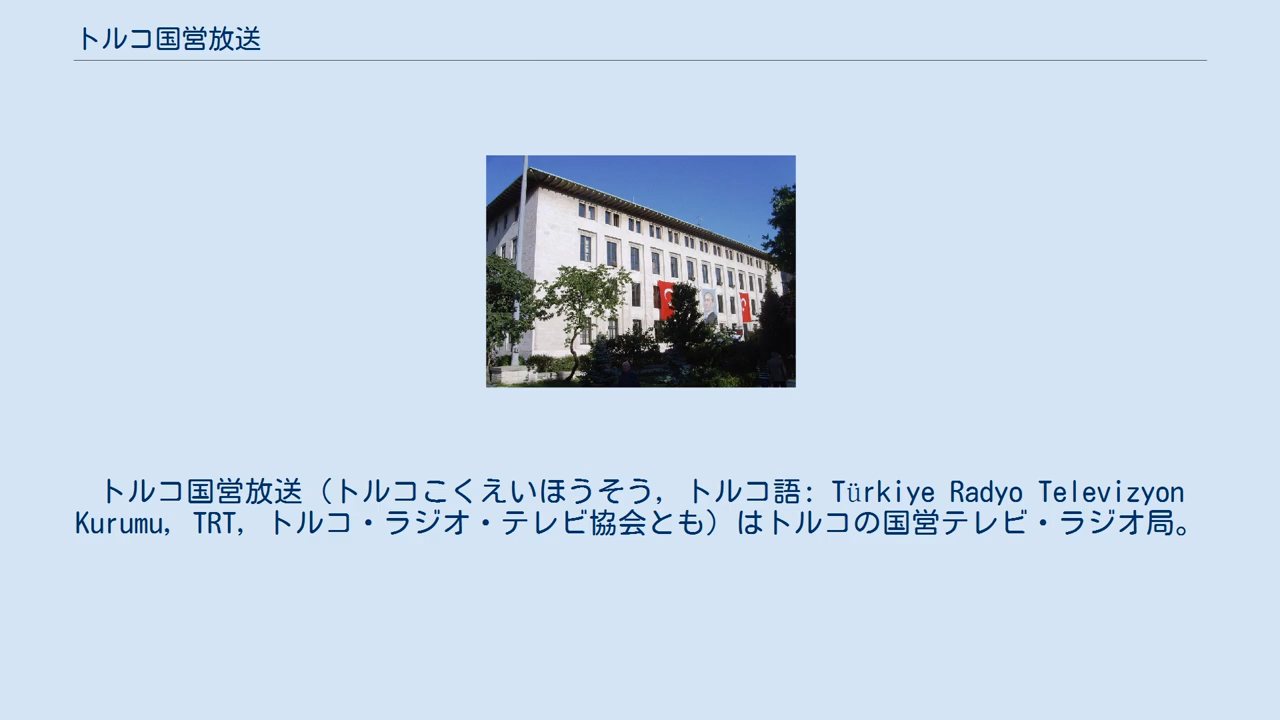 トルコ国営放送
トルコ国営放送（トルコこくえいほうそう, トルコ語: Türkiye Radyo Televizyon
Kurumu, TRT, トルコ・ラジオ・テレビ協会とも）はトルコの国営テレビ・ラジオ局。